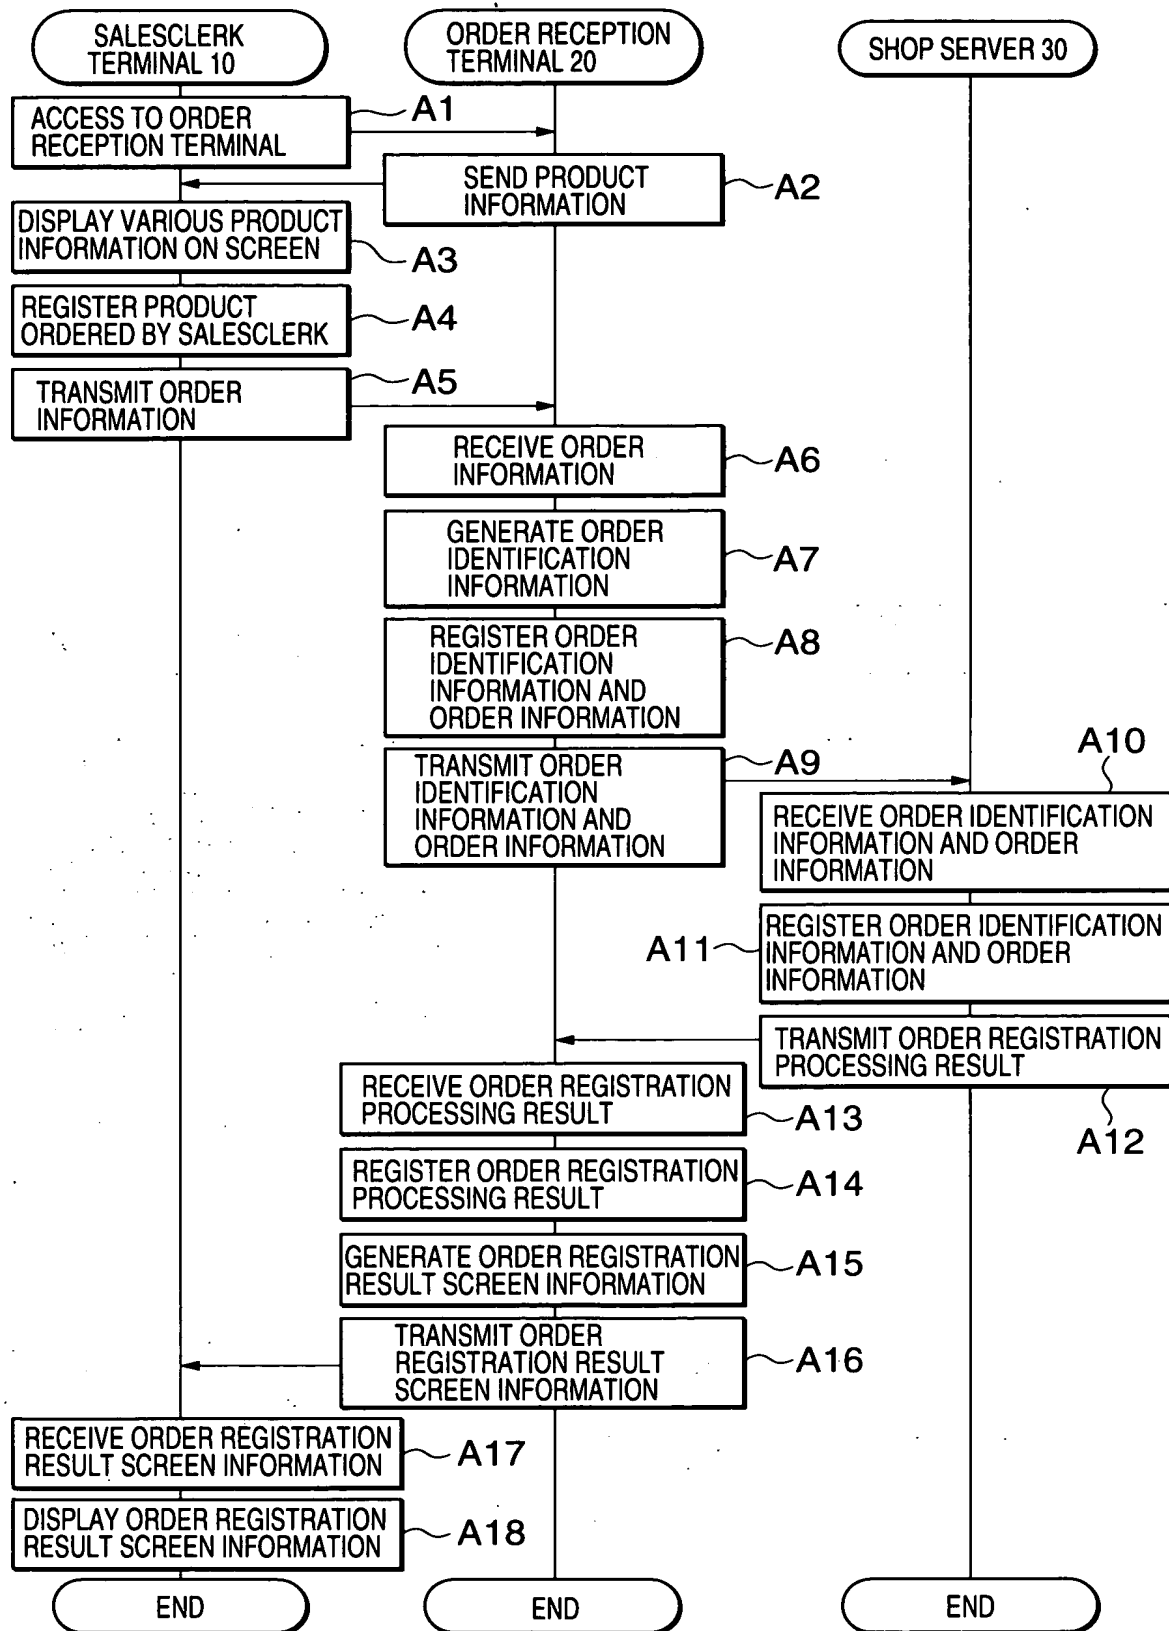 SALESCLERK
TERMINAL 10
ORDER RECEPTION
TERMINAL 20
SHOP SERVER 30
ACCESS TO ORDER
RECEPTION TERMINAL
A1
SEND PRODUCT
INFORMATION
A2
DISPLAY VARIOUS PRODUCT
INFORMATION ON SCREEN
A3
REGISTER PRODUCT
ORDERED BY SALESCLERK
A4
TRANSMIT ORDER
INFORMATION
A5
RECEIVE ORDER
INFORMATION
A6
GENERATE ORDER
IDENTIFICATION
INFORMATION
A7
REGISTER ORDER
IDENTIFICATION
INFORMATION AND
ORDER INFORMATION
A8
TRANSMIT ORDER
IDENTIFICATION
INFORMATION AND
ORDER INFORMATION
A9
A10
RECEIVE ORDER IDENTIFICATION
INFORMATION AND ORDER
INFORMATION
A11
REGISTER ORDER IDENTIFICATION
INFORMATION AND ORDER
INFORMATION
TRANSMIT ORDER REGISTRATION
PROCESSING RESULT
A12
RECEIVE ORDER REGISTRATION
PROCESSING RESULT
A13
REGISTER ORDER REGISTRATION
PROCESSING RESULT
A14
GENERATE ORDER REGISTRATION
RESULT SCREEN INFORMATION
A15
TRANSMIT ORDER
REGISTRATION RESULT
SCREEN INFORMATION
A16
RECEIVE ORDER REGISTRATION
RESULT SCREEN INFORMATION
A17
DISPLAY ORDER REGISTRATION
RESULT SCREEN INFORMATION
A18
END
END
END